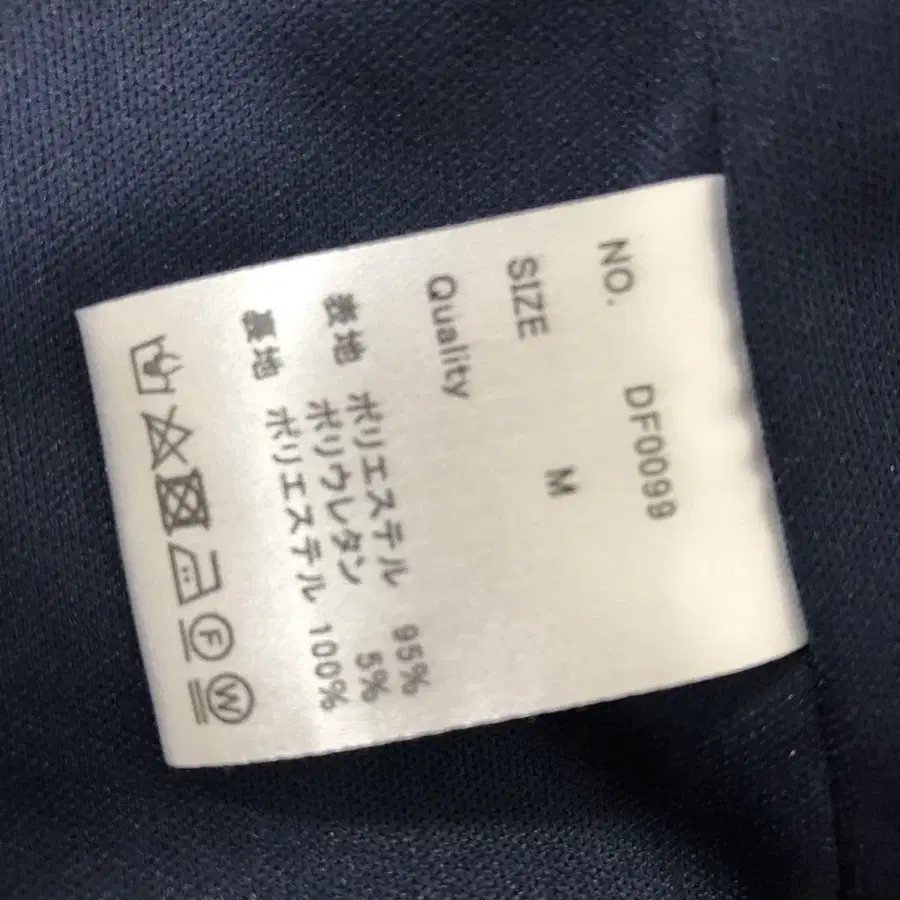 NO. DF0099
SIZE M
Quality
表地 ポリエステル 95%
ポリウレタン 5%
裏地 ポリエステル 100%
F W